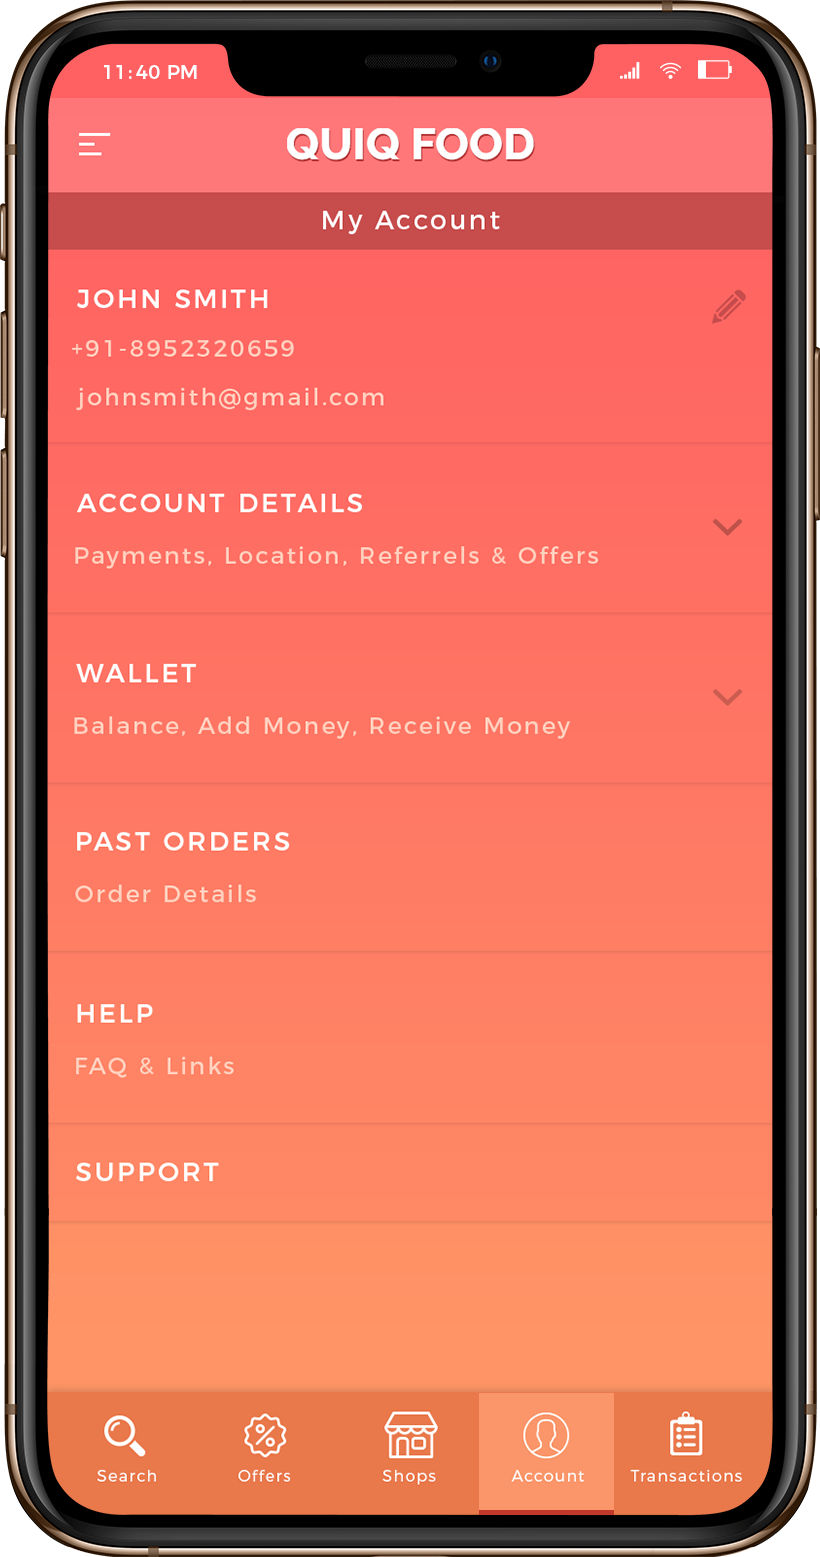 11:40 PM
QUIQ FOOD
My Account
JOHN SMITH
+91-8952320659
johnsmith@gmail.com
ACCOUNT DETAILS
Payments, Location, Referrels & Offers
WALLET
Balance, Add Money, Receive Money
PAST ORDERS
Order Details
HELP
FAQ & Links
SUPPORT
Search
Offers
Shops
Account
Transactions